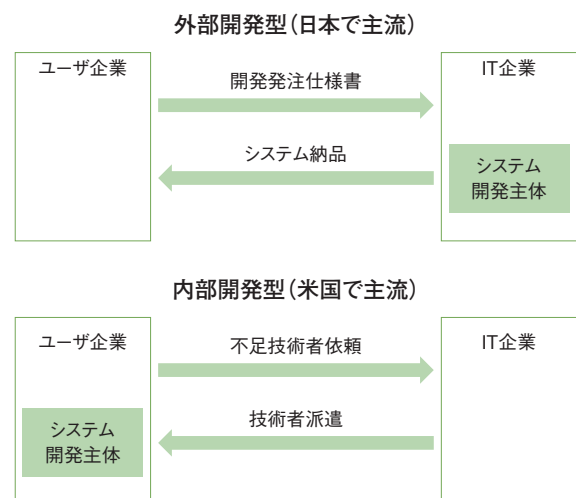 外部開発型（日本で主流）
ユーザ企業
IT企業
開発発注仕様書
システム納品
システム
開発主体
内部開発型（米国で主流）
ユーザ企業
IT企業
不足技術者依頼
技術者派遣
システム
開発主体